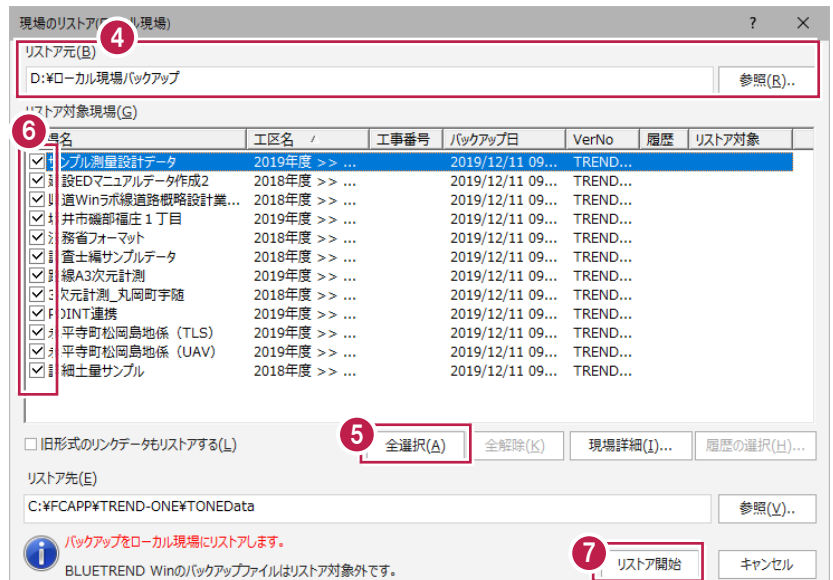 現場のリストア(ローカル現場) ? ×
4
リストア元(B)
D:¥ローカル現場バックアップ 参照(R)..
リストア対象現場(G)
6
現場名 工区名 工事番号 バックアップ日 VerNo 履歴 リストア対象
サンプル測量設計データ 2019年度 >> ... 2019/12/11 09... TREND...
建設EDマニュアルデータ作成2 2018年度 >> ... 2019/12/11 09... TREND...
道Winラボ線道路概略設計業... 2018年度 >> ... 2019/12/11 09... TREND...
井市磯部福庄1丁目 2019年度 >> ... 2019/12/11 09... TREND...
法務省フォーマット 2018年度 >> ... 2019/12/11 09... TREND...
調査士編サンプルデータ 2018年度 >> ... 2019/12/11 09... TREND...
路線A3次元計測 2019年度 >> ... 2019/12/11 09... TREND...
3次元計測_丸岡町宇随 2018年度 >> ... 2019/12/11 09... TREND...
POINT連携 2019年度 >> ... 2019/12/11 09... TREND...
永平寺町松岡島地係(TLS) 2019年度 >> ... 2019/12/11 09... TREND...
永平寺町松岡島地係(UAV) 2019年度 >> ... 2019/12/11 09... TREND...
詳細土量サンプル 2018年度 >> ... 2019/12/11 09... TREND...
5
旧形式のリンクデータもリストアする(L) 全選択(A) 全解除(K) 現場詳細(I)... 履歴の選択(H)...
リストア先(E)
C:¥FCAPP¥TREND-ONE¥TONEData 参照(V)..
バックアップをローカル現場にリストアします。
7
BLUETREND Winのバックアップファイルはリストア対象外です。 リストア開始 キャンセル